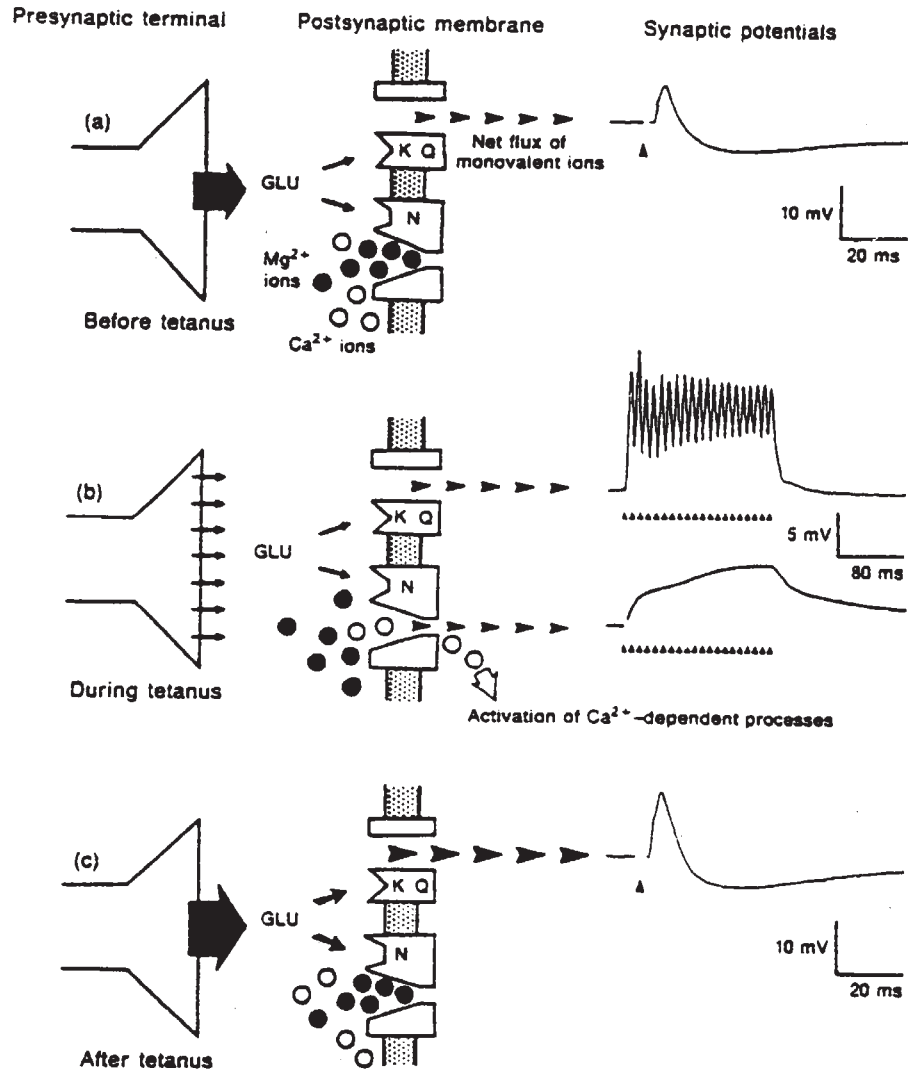 Presynaptic terminal
Postsynaptic membrane
Synaptic potentials
(a)
K Q
Net flux of
monovalent ions
GLU
N
10 mV
20 ms
Mg²⁺
ions
Before tetanus
Ca²⁺ ions
(b)
K Q
GLU
5 mV
80 ms
N
During tetanus
Activation of Ca²⁺–dependent processes
(c)
K Q
GLU
N
10 mV
20 ms
After tetanus